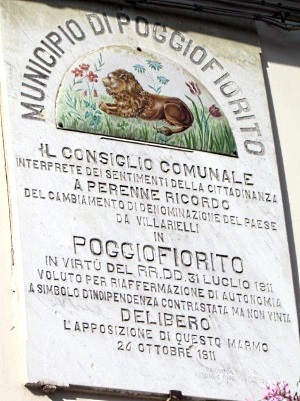 MUNICIPIO DI POGGIOFIORITO
IL CONSIGLIO COMUNALE
INTERPRETE DEI SENTIMENTI DELLA CITTADINANZA
A PERENNE RICORDO
DEL CAMBIAMENTO DI DENOMINAZIONE DEL PAESE
DA VILLARIELLI
IN
POGGIOFIORITO
IN VIRTÙ DEL RR.DD. 31 LUGLIO 1911
VOLUTO PER RIAFFERMAZIONE DI AUTONOMIA
A SIMBOLO D'INDIPENDENZA CONTRASTATA MA NON VINTA
DELIBERÒ
L'APPOSIZIONE DI QUESTO MARMO
26 OTTOBRE 1911